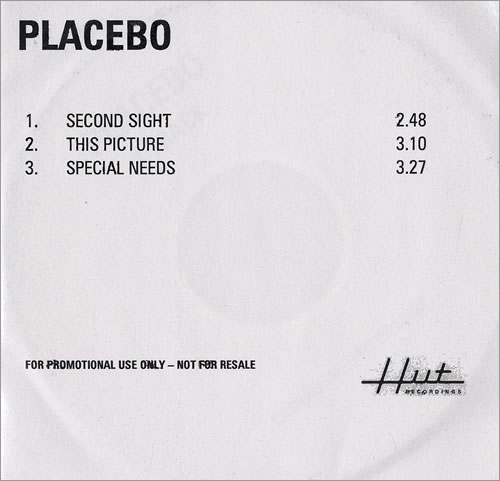 PLACEBO
1. SECOND SIGHT 2.48
2. THIS PICTURE 3.10
3. SPECIAL NEEDS 3.27
FOR PROMOTIONAL USE ONLY – NOT FOR RESALE
Hut
RECORDINGS